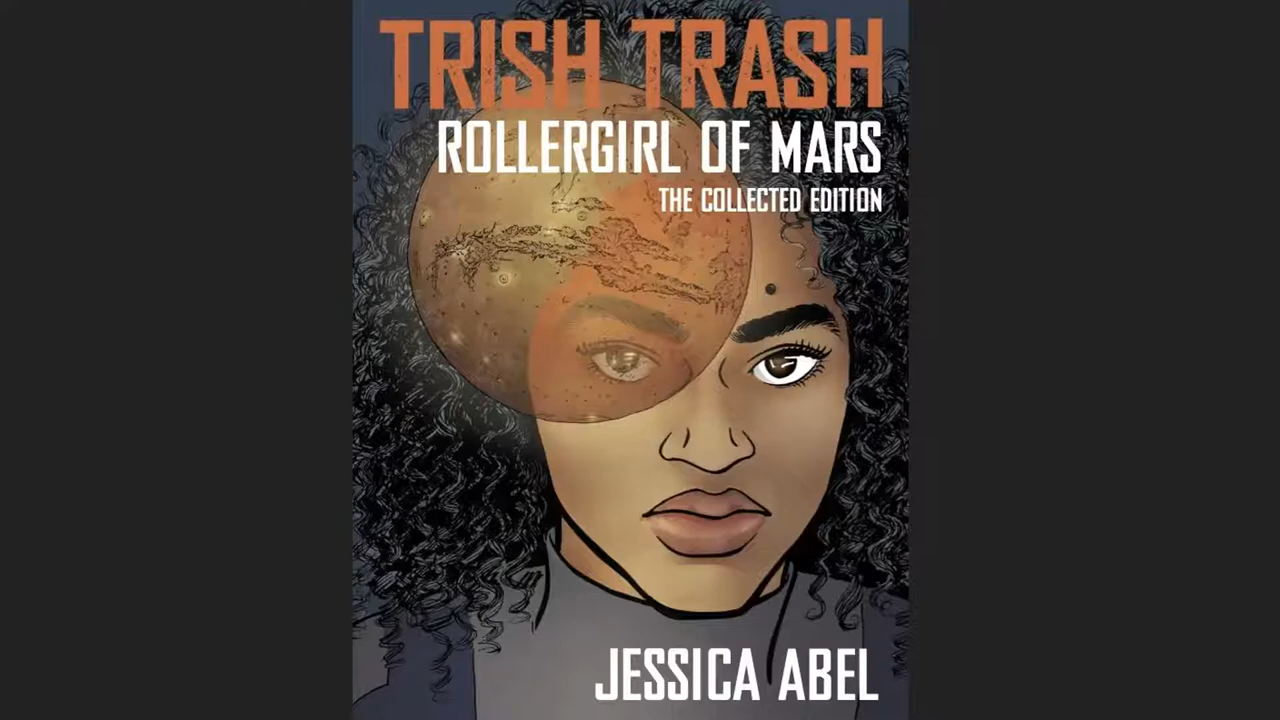 TRISH TRASH
ROLLERGIRL OF MARS
THE COLLECTED EDITION
JESSICA ABEL